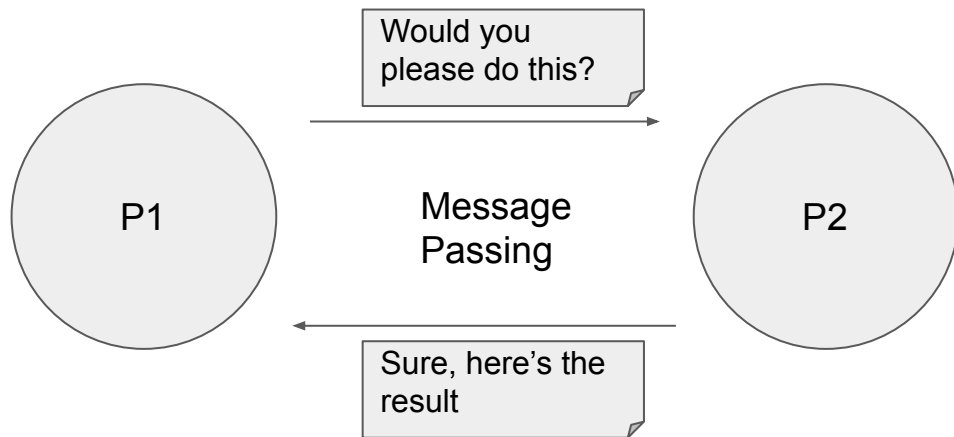 Would you
please do this?
P1
Message
Passing
P2
Sure, here’s the
result